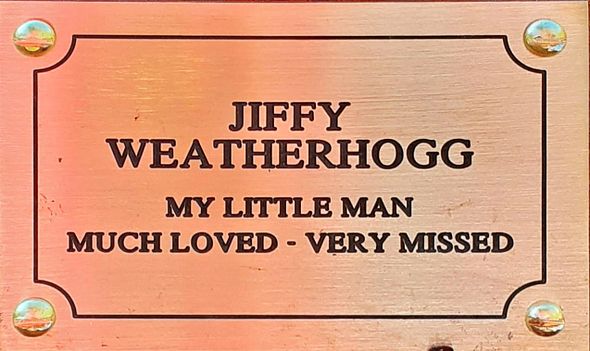 JIFFY
WEATHERHOGG
MY LITTLE MAN
MUCH LOVED - VERY MISSED